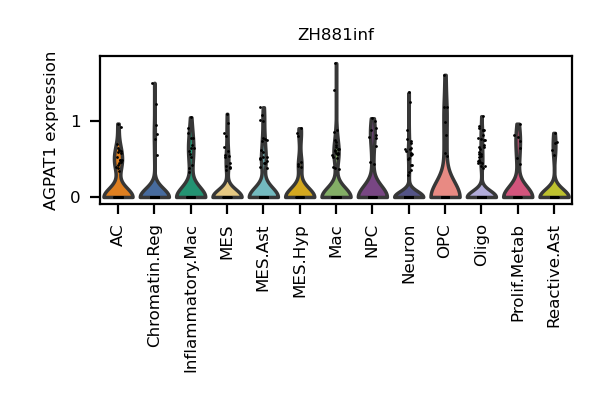 ZH881inf
AGPAT1 expression
1
0
AC
Chromatin.Reg
Inflammatory.Mac
MES
MES.Ast
MES.Hyp
Mac
NPC
Neuron
OPC
Oligo
Prolif.Metab
Reactive.Ast